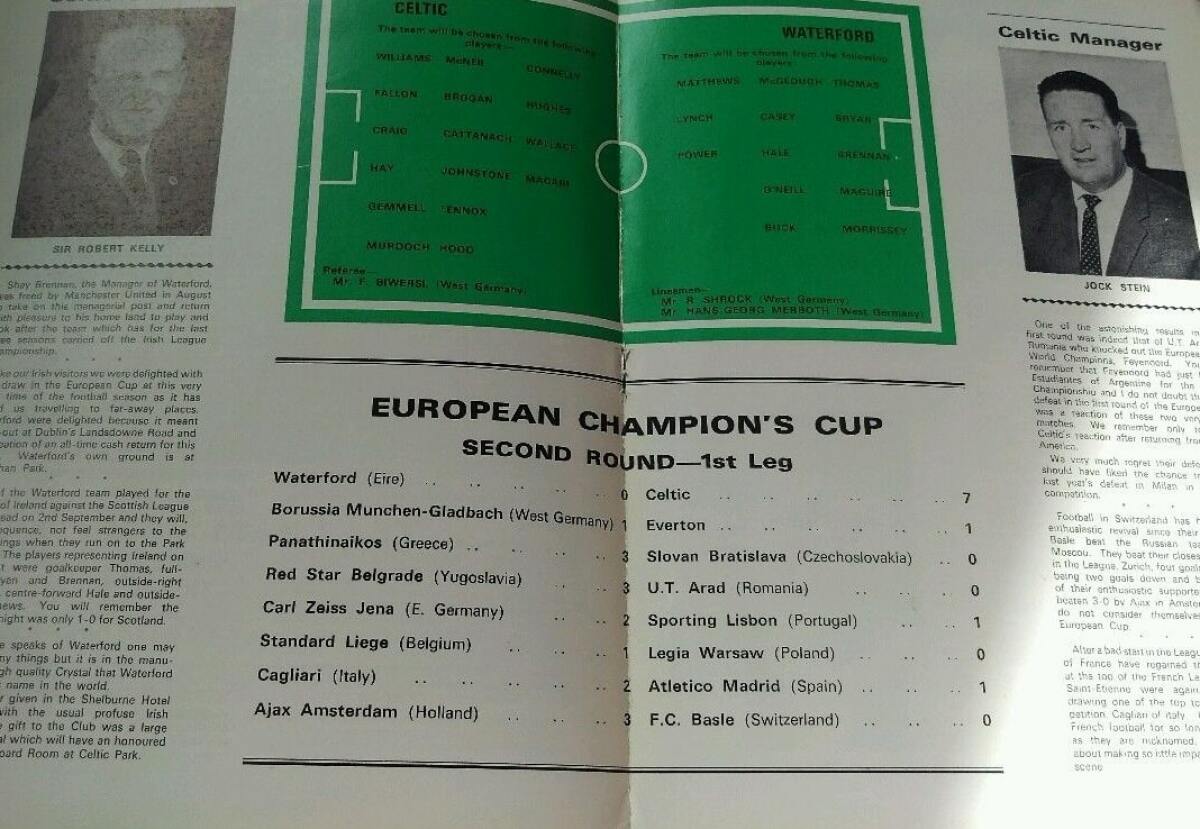 SIR ROBERT KELLY
Shay Brennan, the Manager of Waterford,
freed by Manchester United in August
take on this managerial post and return
pleasure to his home land to play and
after the team which has for the last
seasons carried off the Irish League
our Irish visitors we were delighted with
draw in the European Cup at this very
time of the football season as it has
us travelling to far-away places.
were delighted because it meant
out at Dublin's Landsdowne Road and
of an all-time cash return for this
Waterford's own ground is at
Park.
the Waterford team played for the
of Ireland against the Scottish League
on 2nd September and they will,
not feel strangers to the
when they run on to the Park
The players representing Ireland on
were goalkeeper Thomas, full-
and Brennan, outside-right
centre-forward Hale and outside-
You will remember the
was only 1-0 for Scotland.
speaks of Waterford one may
things but it is in the manu-
quality Crystal that Waterford
name in the world.
given in the Shelburne Hotel
with the usual profuse Irish
gift to the Club was a large
which will have an honoured
Board Room at Celtic Park.
CELTIC
The team will be chosen from the following
players:—
WILLIAMS McNEIL CONNELLY
FALLON BROGAN HUGHES
CRAIG CATTANACH WALLACE
HAY JOHNSTONE MACARI
GEMMELL LENNOX
MURDOCH HOOD
Referee—
Mr. F. BIWERSI, (West Germany)
WATERFORD
The team will be chosen from the following
players:
MATTHEWS McGEOUGH THOMAS
LYNCH CASEY BRYAN
POWER HALE BRENNAN
O'NEILL MAGUIRE
BUCK MORRISSEY
Linesmen—
Mr. R. SHROCK (West Germany)
Mr. HANS-GEORG MERBOTH (West Germany)
EUROPEAN CHAMPION'S CUP
SECOND ROUND—1st Leg
Waterford (Eire) .. .. .. .. 0 Celtic .. .. .. .. .. 7
Borussia Munchen-Gladbach (West Germany) 1 Everton .. .. .. .. .. 1
Panathinaikos (Greece) .. .. .. .. 3 Slovan Bratislava (Czechoslovakia) .. 0
Red Star Belgrade (Yugoslavia) .. .. 3 U.T. Arad (Romania) .. .. .. 0
Carl Zeiss Jena (E. Germany) .. .. 2 Sporting Lisbon (Portugal) .. .. 1
Standard Liege (Belgium) .. .. .. 1 Legia Warsaw (Poland) .. .. .. 0
Cagliari (Italy) .. .. .. .. .. 2 Atletico Madrid (Spain) .. .. .. 1
Ajax Amsterdam (Holland) .. .. .. 3 F.C. Basle (Switzerland) .. .. .. 0
Celtic Manager
JOCK STEIN
One of the astonishing results
first round was indeed that of U.T.
Rumania who knocked out the European
World Champions, Feyenoord.
remember that Feyenoord had just
Estudiantes of Argentine for the
Championship and I do not doubt
defeat in the first round of the
was a reaction of these two very
matches. We remember only
Celtic's reaction after returning from
America.
We very much regret their
should have liked the chance
last year's defeat in Milan in
competition.
Football in Switzerland has
enthusiastic revival since their
Basle beat the Russian
Moscow. They beat their closest
in the League, Zurich, four
being two goals down and
of their enthusiastic
beaten 3-0 by Ajax in
do not consider themselves
European Cup.
After a bad start in the League
of France have regained
at the top of the French
Saint-Etienne were again
drawing one of the top
Cagliari of Italy.
French football for so
as they are nicknamed,
about making so little
scene